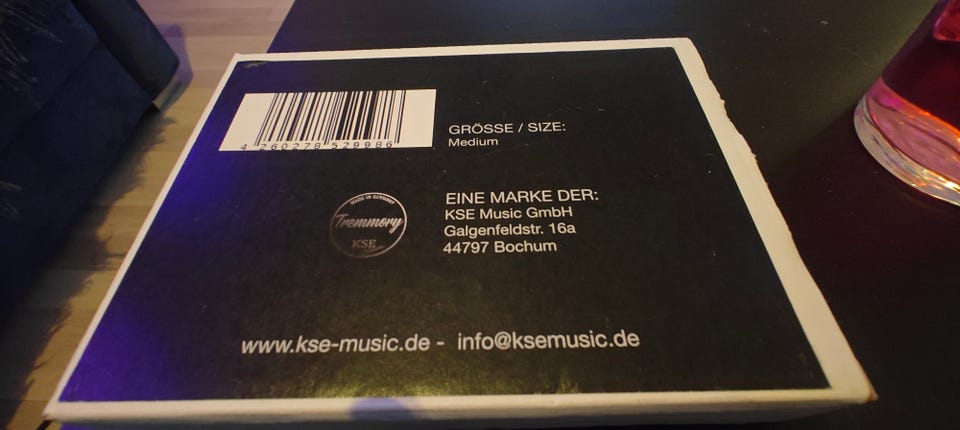 4 260278 529986
GRÖSSE / SIZE:
Medium
MADE IN GERMANY
Tremmory
KSE
EINE MARKE DER:
KSE Music GmbH
Galgenfeldstr. 16a
44797 Bochum
www.kse-music.de - info@ksemusic.de